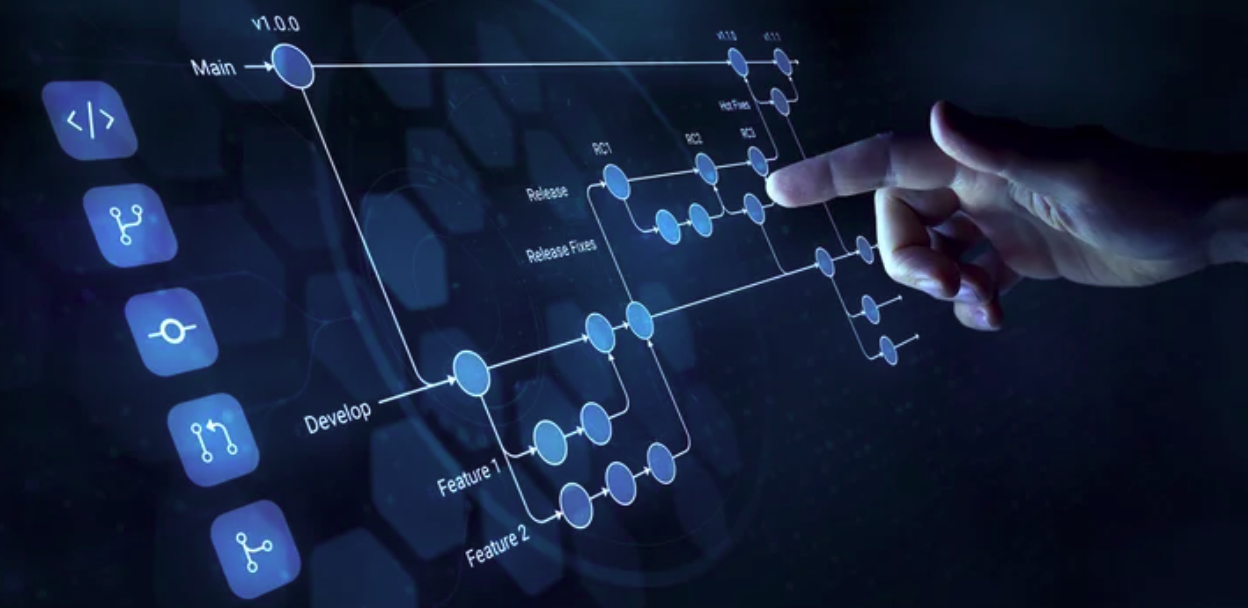 v1.0.0
Main
v1.1.0
v1.1.1
Hot Fixes
RC1
RC2
RC3
Release
Release Fixes
Develop
Feature 1
Feature 2